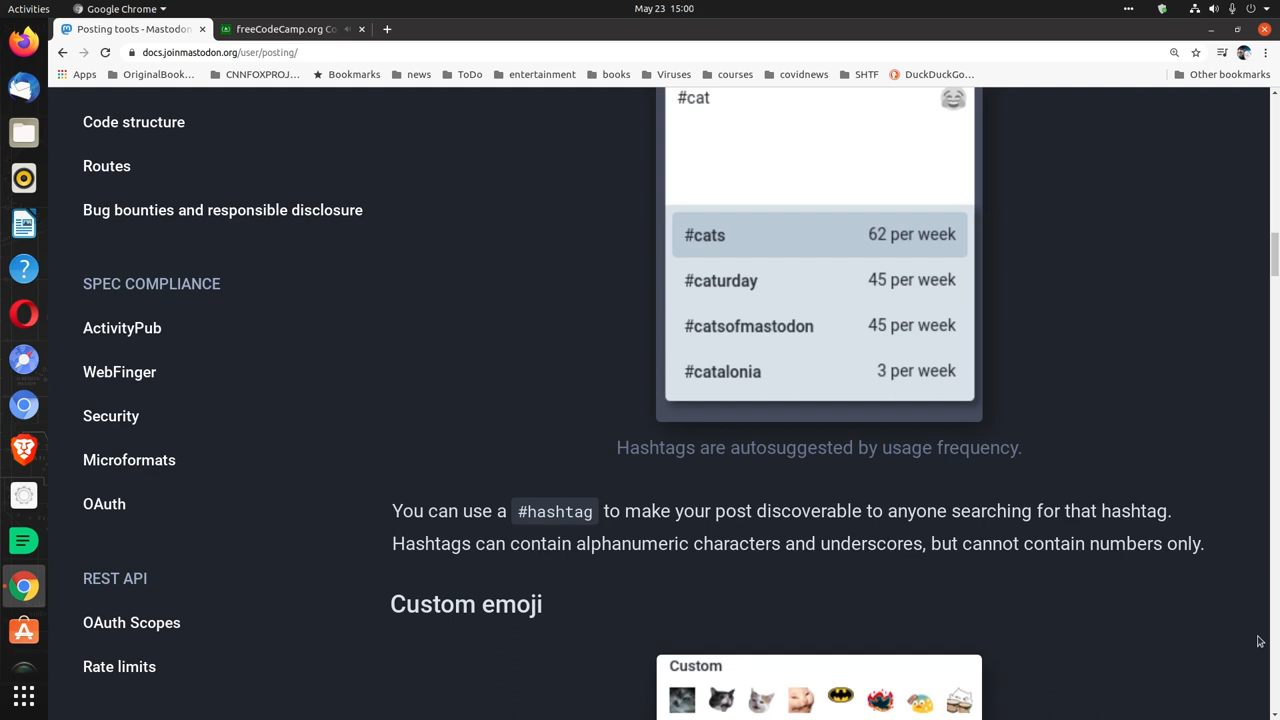 Activities
Google Chrome
May 23 15:00
Posting toots - Mastodon
freeCodeCamp.org Co
docs.joinmastodon.org/user/posting/
Apps
OriginalBook...
CNNFOXPROJ...
Bookmarks
news
ToDo
entertainment
books
Viruses
courses
covidnews
SHTF
DuckDuckGo...
Other bookmarks
Code structure
Routes
Bug bounties and responsible disclosure
SPEC COMPLIANCE
ActivityPub
WebFinger
Security
Microformats
OAuth
REST API
OAuth Scopes
Rate limits
#cat
#cats 62 per week
#caturday 45 per week
#catsofmastodon 45 per week
#catalonia 3 per week
Hashtags are autosuggested by usage frequency.
You can use a #hashtag to make your post discoverable to anyone searching for that hashtag.
Hashtags can contain alphanumeric characters and underscores, but cannot contain numbers only.
Custom emoji
Custom